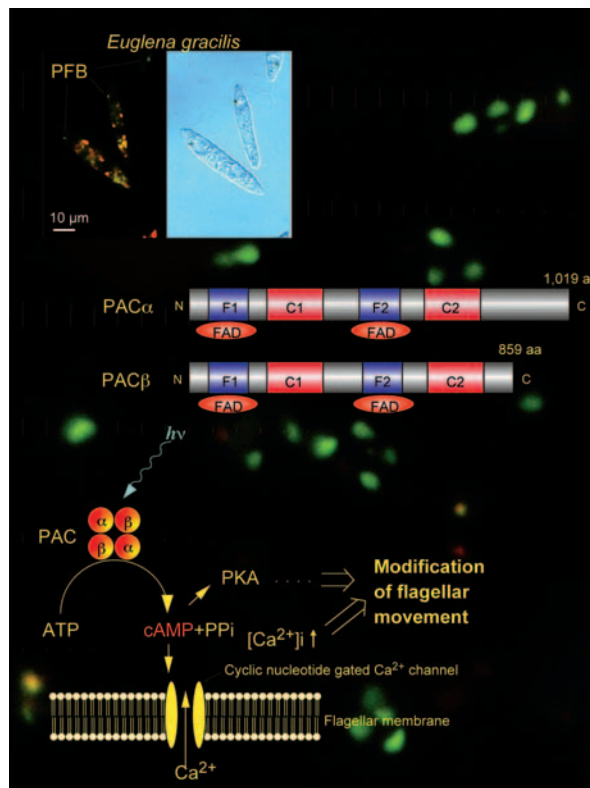 Euglena gracilis
PFB
10 µm
1,019 a
PACα N F1 C1 F2 C2 C
FAD FAD
859 aa
PACβ N F1 C1 F2 C2 C
FAD FAD
hν
α β
PAC
β α
PKA
Modification
of flagellar
movement
ATP cAMP+PPi
[Ca²⁺]i ↑
Cyclic nucleotide gated Ca²⁺ channel
Flagellar membrane
Ca²⁺